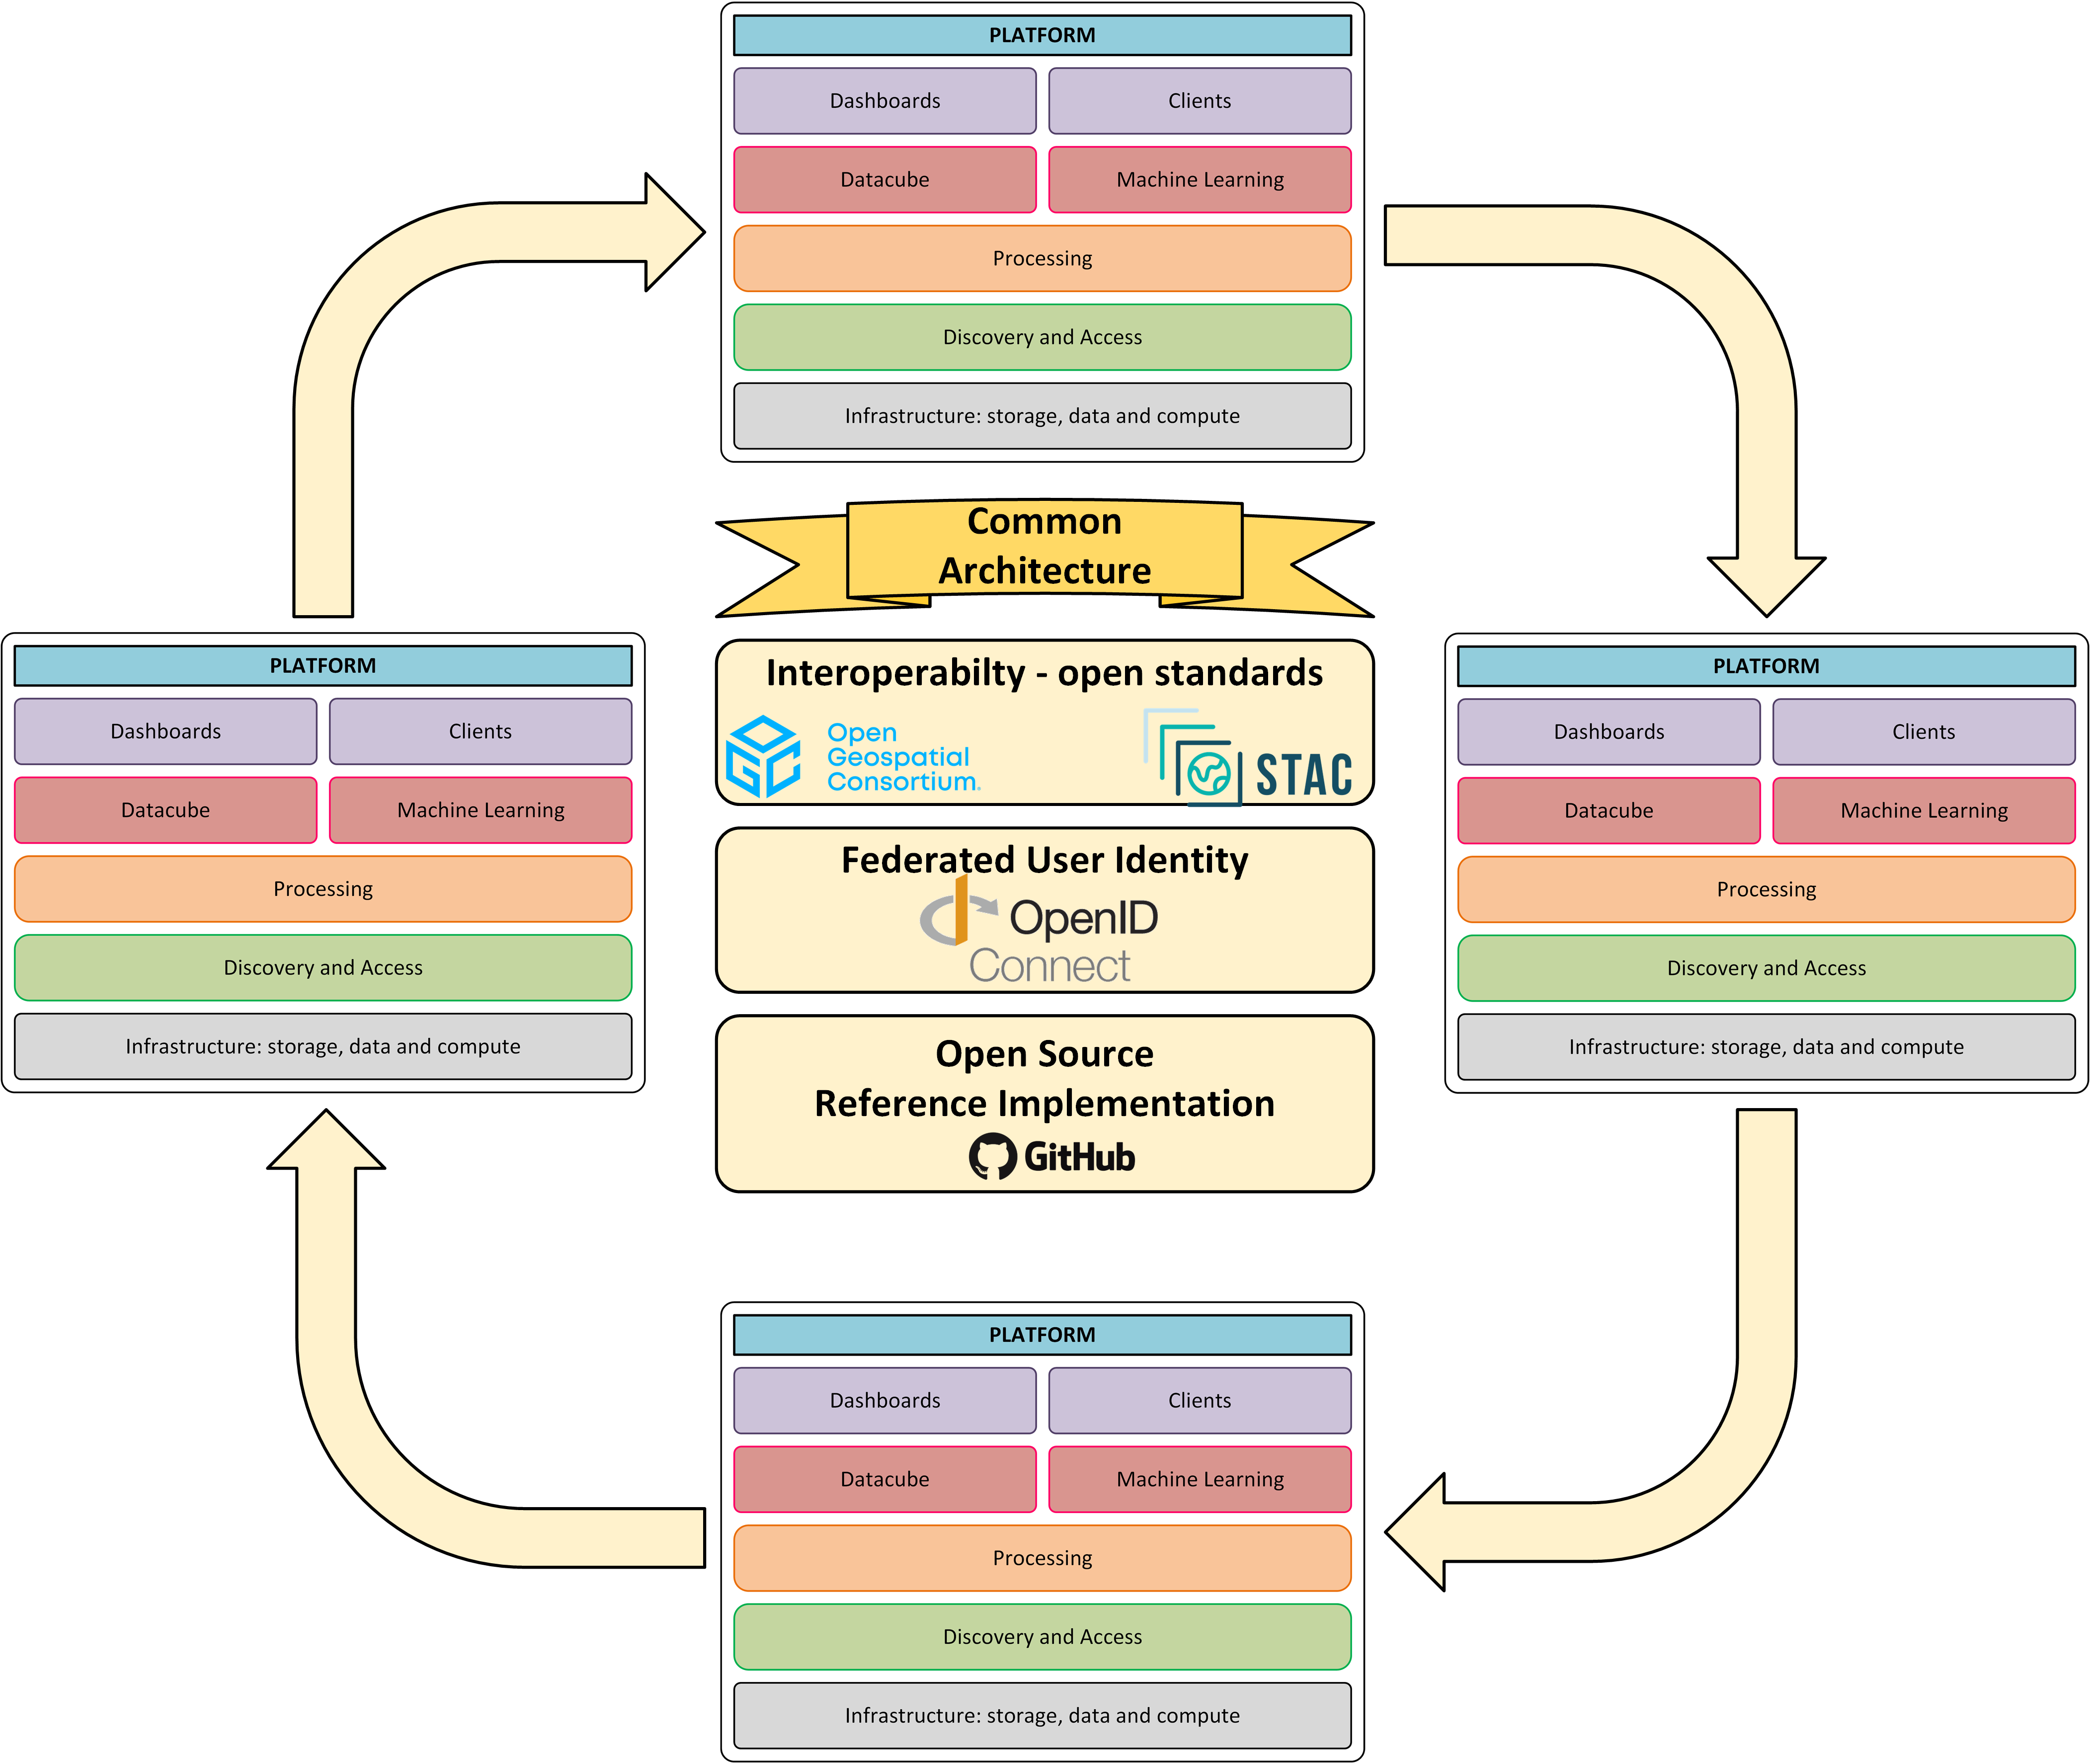 PLATFORM
Dashboards
Clients
Datacube
Machine Learning
Processing
Discovery and Access
Infrastructure: storage, data and compute
Common
Architecture
PLATFORM
Dashboards
Clients
Datacube
Machine Learning
Processing
Discovery and Access
Infrastructure: storage, data and compute
Interoperabilty - open standards
OGC
Open
Geospatial
Consortium
STAC
Federated User Identity
OpenID
Connect
Open Source
Reference Implementation
GitHub
PLATFORM
Dashboards
Clients
Datacube
Machine Learning
Processing
Discovery and Access
Infrastructure: storage, data and compute
PLATFORM
Dashboards
Clients
Datacube
Machine Learning
Processing
Discovery and Access
Infrastructure: storage, data and compute